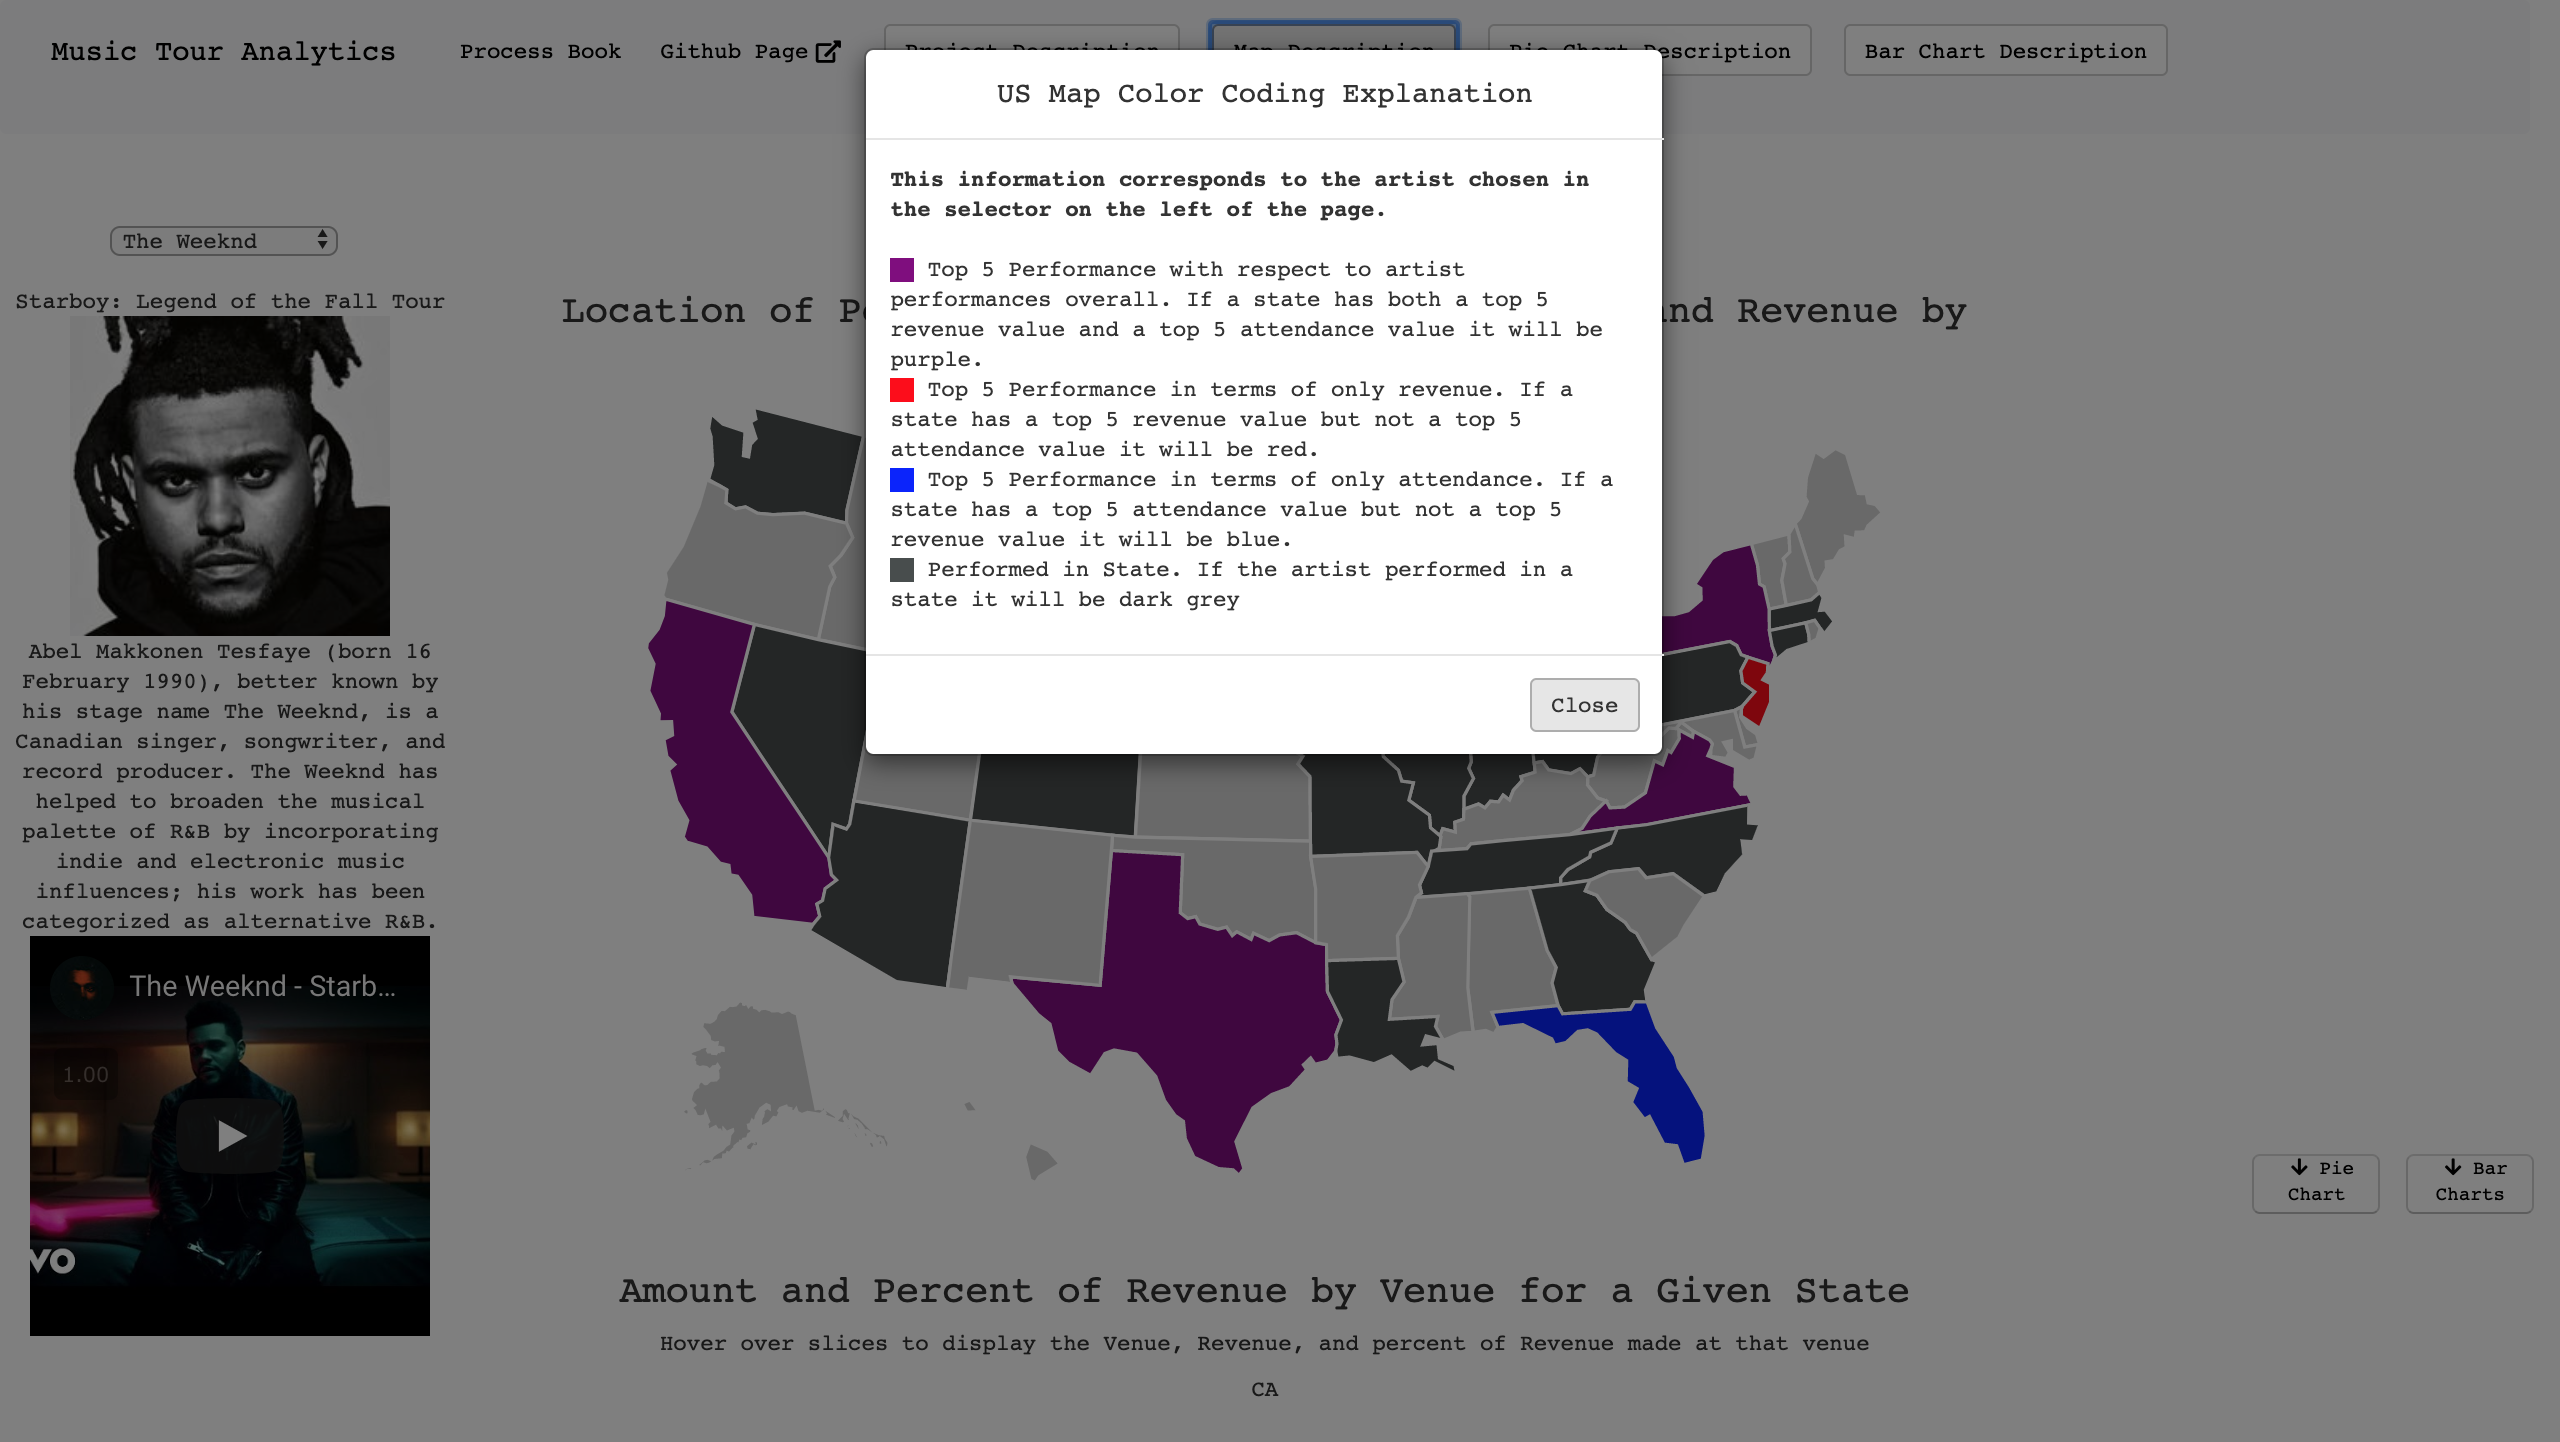 Music Tour Analytics
Process Book
Github Page
Project Description
Map Description
Pie Chart Description
Bar Chart Description
US Map Color Coding Explanation
This information corresponds to the artist chosen in
the selector on the left of the page.
Top 5 Performance with respect to artist
performances overall. If a state has both a top 5
revenue value and a top 5 attendance value it will be
purple.
Top 5 Performance in terms of only revenue. If a
state has a top 5 revenue value but not a top 5
attendance value it will be red.
Top 5 Performance in terms of only attendance. If a
state has a top 5 attendance value but not a top 5
revenue value it will be blue.
Performed in State. If the artist performed in a
state it will be dark grey
Close
The Weeknd
Starboy: Legend of the Fall Tour
Abel Makkonen Tesfaye (born 16
February 1990), better known by
his stage name The Weeknd, is a
Canadian singer, songwriter, and
record producer. The Weeknd has
helped to broaden the musical
palette of R&B by incorporating
indie and electronic music
influences; his work has been
categorized as alternative R&B.
The Weeknd - Starb...
1.00
vo
Location of
and Revenue by
Pie
Chart
Bar
Charts
Amount and Percent of Revenue by Venue for a Given State
Hover over slices to display the Venue, Revenue, and percent of Revenue made at that venue
CA